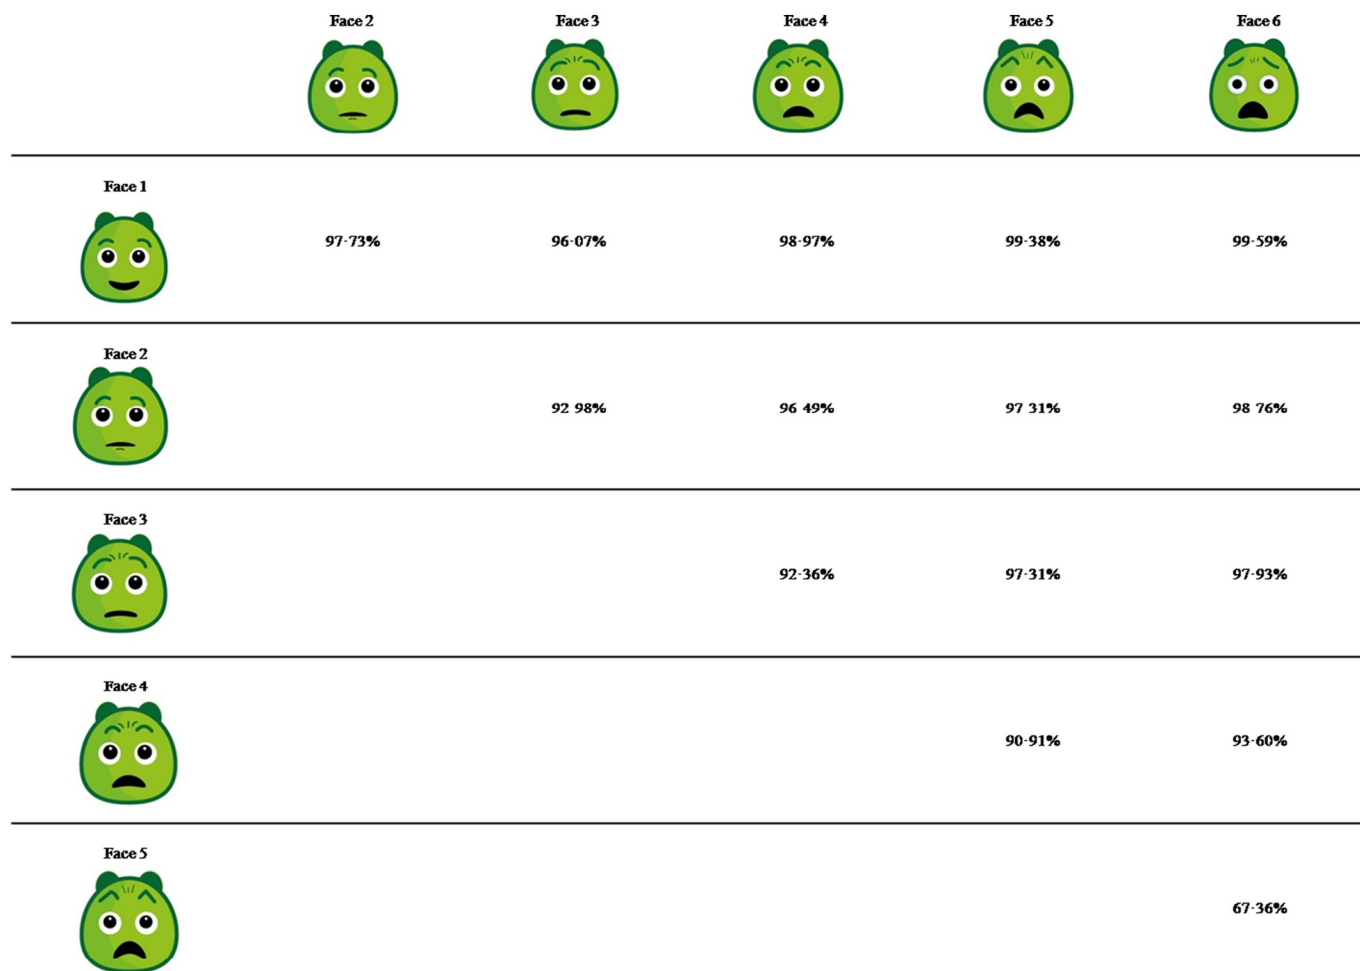 Face 2 Face 3 Face 4 Face 5 Face 6
Face 1
97·73% 96·07% 98·97% 99·38% 99·59%
Face 2
92 98% 96 49% 97 31% 98 76%
Face 3
92·36% 97·31% 97·93%
Face 4
90·91% 93·60%
Face 5
67·36%